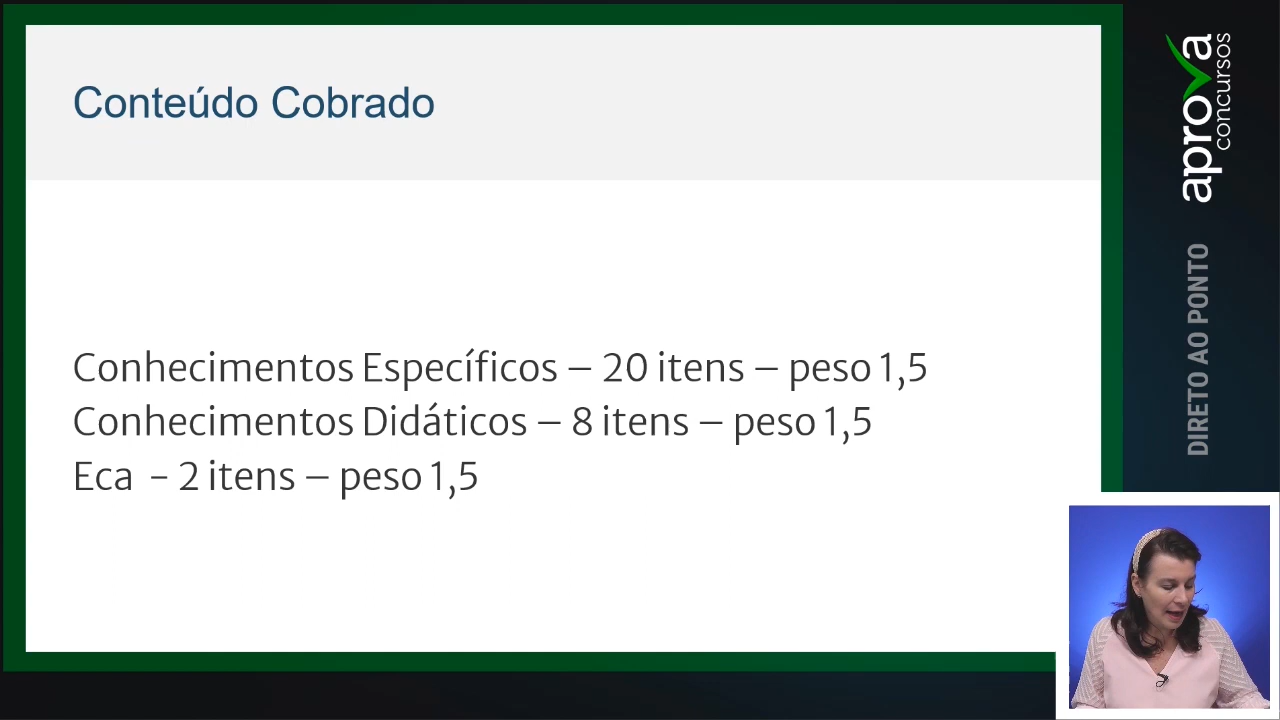 Conteúdo Cobrado
Conhecimentos Específicos – 20 itens – peso 1,5
Conhecimentos Didáticos – 8 itens – peso 1,5
Eca - 2 itens – peso 1,5
aprova
concursos
DIRETO AO PONTO